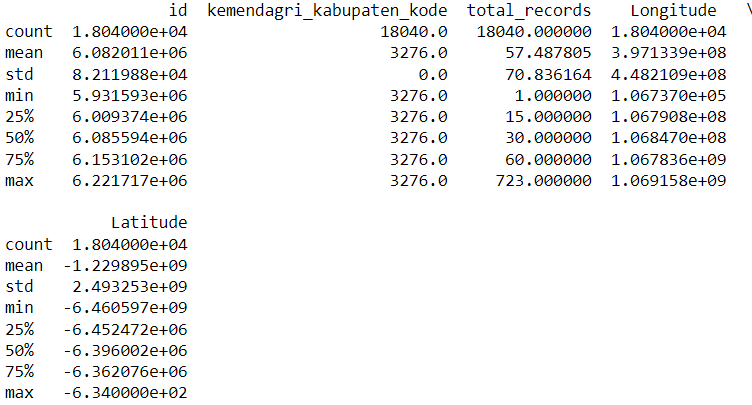 id kemendagri_kabupaten_kode total_records Longitude \
count 1.804000e+04 18040.0 18040.000000 1.804000e+04
mean 6.082011e+06 3276.0 57.487805 3.971339e+08
std 8.211988e+04 0.0 70.836164 4.482109e+08
min 5.931593e+06 3276.0 1.000000 1.067370e+05
25% 6.009374e+06 3276.0 15.000000 1.067908e+08
50% 6.085594e+06 3276.0 30.000000 1.068470e+08
75% 6.153102e+06 3276.0 60.000000 1.067836e+09
max 6.221717e+06 3276.0 723.000000 1.069158e+09
Latitude
count 1.804000e+04
mean -1.229895e+09
std 2.493253e+09
min -6.460597e+09
25% -6.452472e+06
50% -6.396002e+06
75% -6.362076e+06
max -6.340000e+02